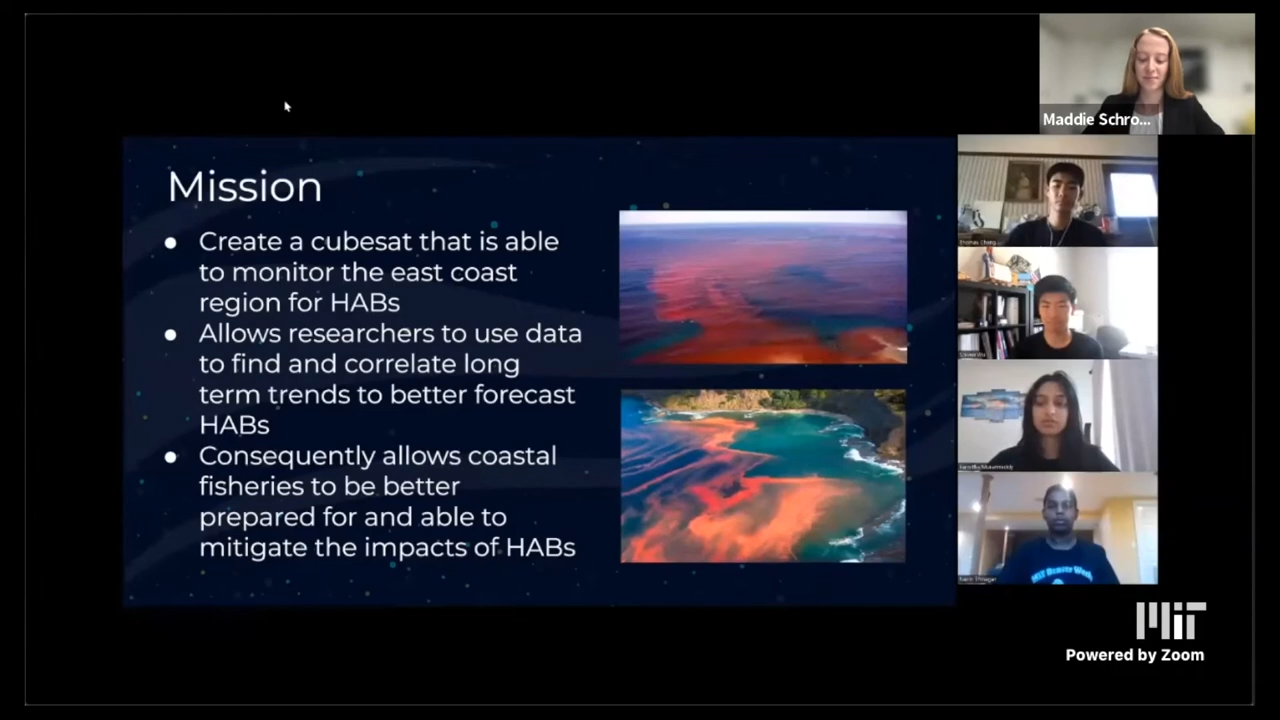 Maddie Schro...
Mission
Create a cubesat that is able
to monitor the east coast
region for HABs
Allows researchers to use data
to find and correlate long
term trends to better forecast
HABs
Consequently allows coastal
fisheries to be better
prepared for and able to
mitigate the impacts of HABs
MIT
Powered by Zoom